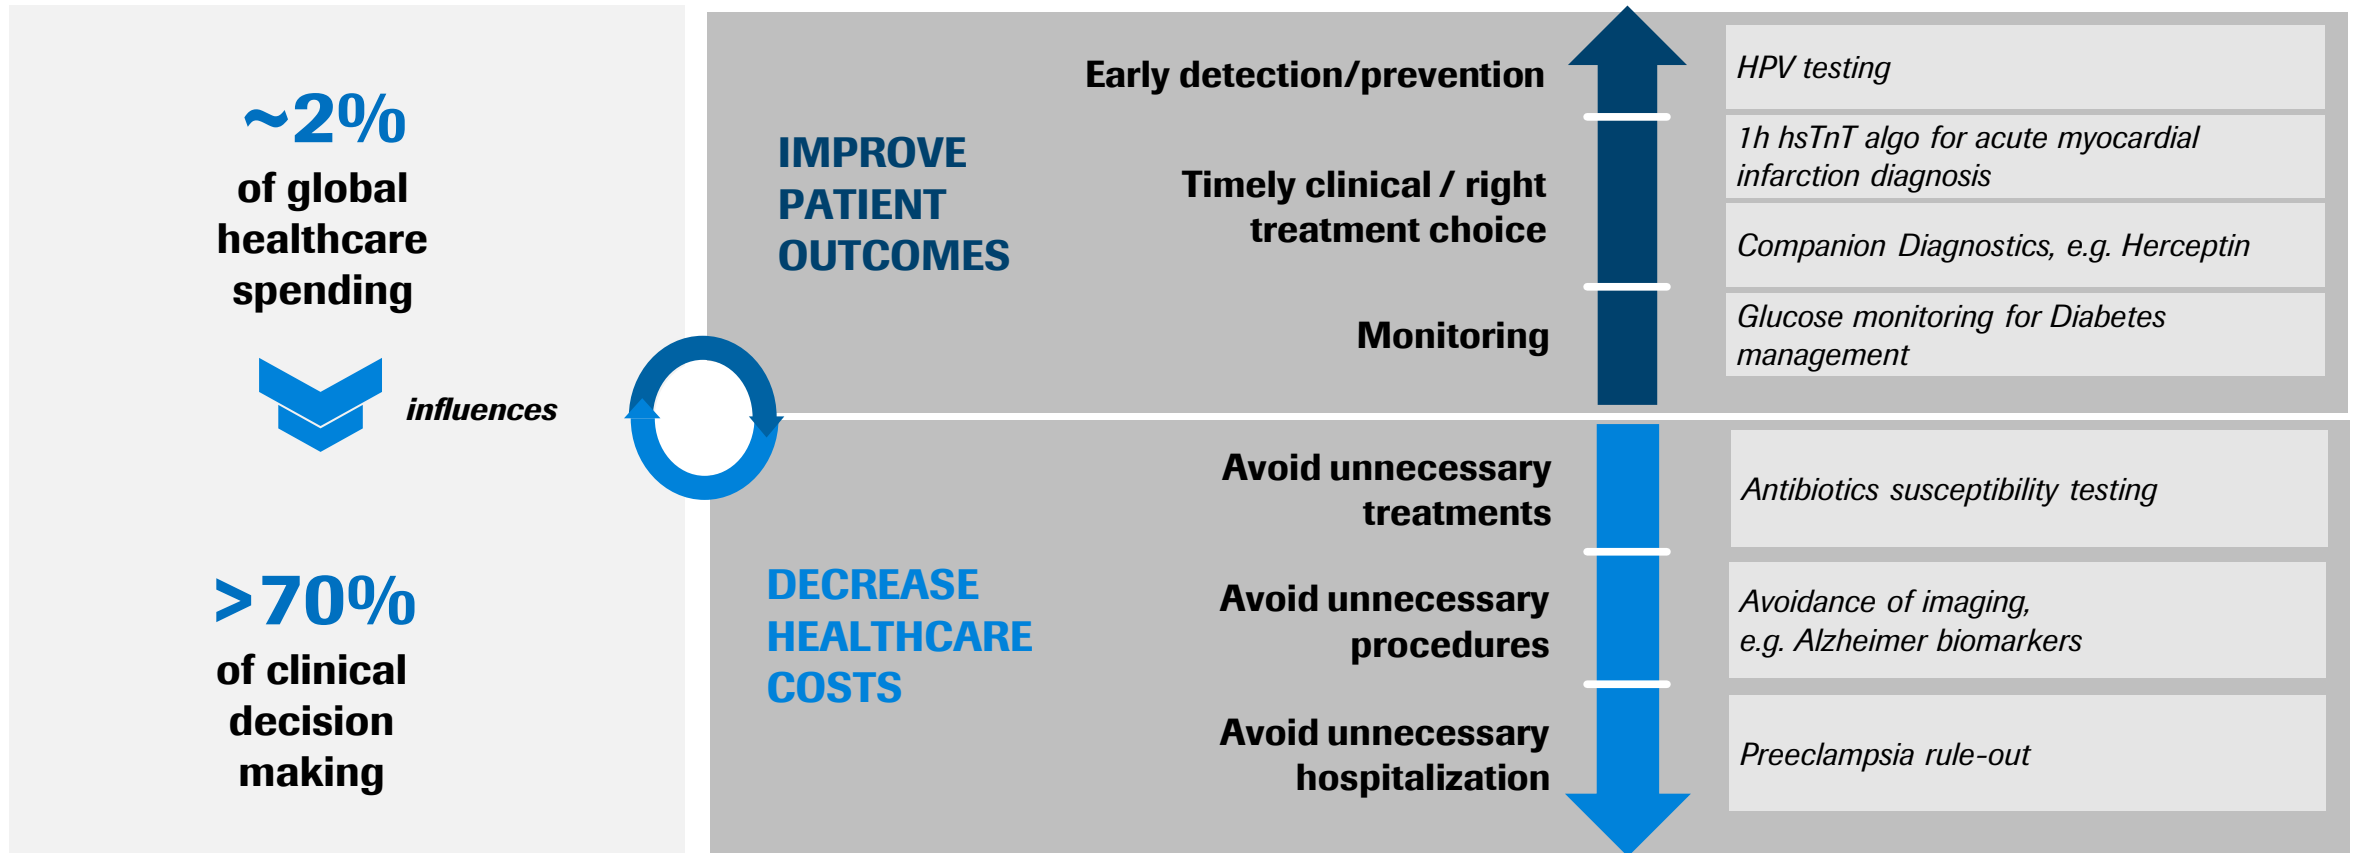 ~2%
of global
healthcare
spending
influences
>70%
of clinical
decision
making
IMPROVE
PATIENT
OUTCOMES
Early detection/prevention
HPV testing
Timely clinical / right
treatment choice
1h hsTnT algo for acute myocardial
infarction diagnosis
Companion Diagnostics, e.g. Herceptin
Monitoring
Glucose monitoring for Diabetes
management
DECREASE
HEALTHCARE
COSTS
Avoid unnecessary
treatments
Antibiotics susceptibility testing
Avoid unnecessary
procedures
Avoidance of imaging,
e.g. Alzheimer biomarkers
Avoid unnecessary
hospitalization
Preeclampsia rule-out